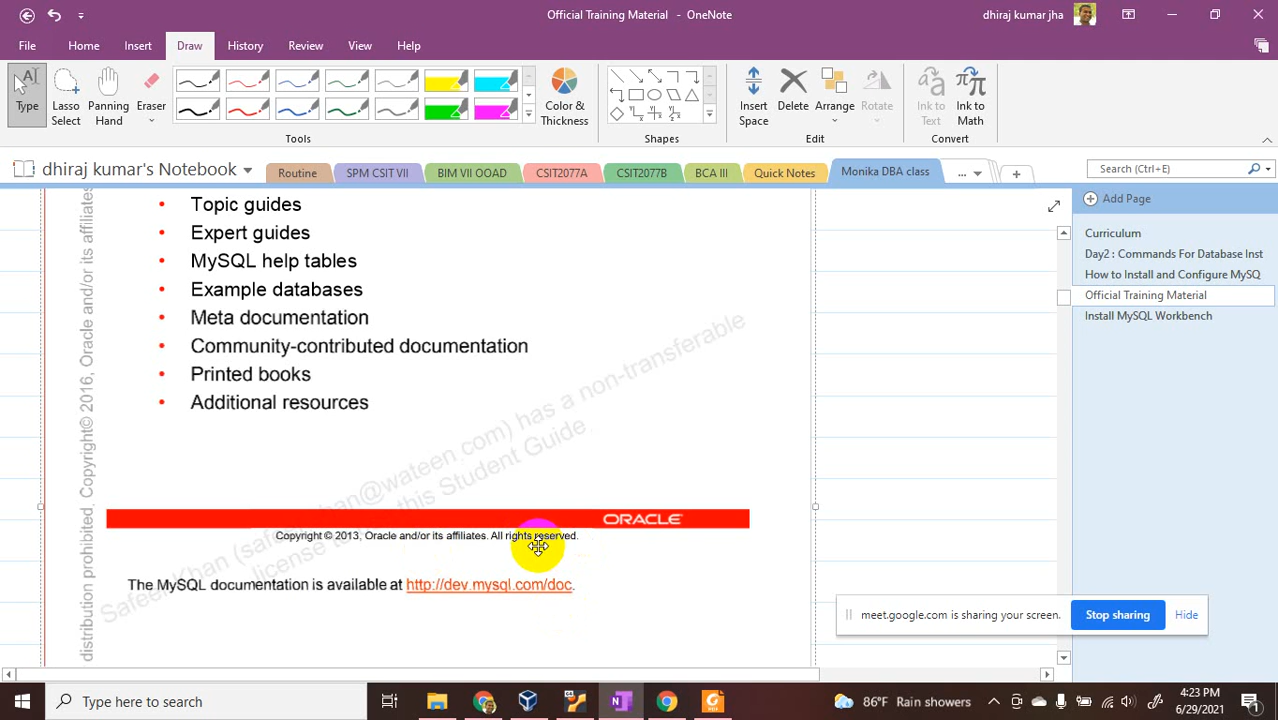 Official Training Material - OneNote
dhiraj kumar jha
File Home Insert Draw History Review View Help
Type
Lasso Select
Panning Hand
Eraser
Color & Thickness
Insert Space
Delete
Arrange
Rotate
Ink to Text
Ink to Math
Tools
Shapes
Edit
Convert
dhiraj kumar's Notebook
Routine
SPM CSIT VII
BIM VII OOAD
CSIT2077A
CSIT2077B
BCA III
Quick Notes
Monika DBA class
...
Search (Ctrl+E)
Add Page
Curriculum
Day2 : Commands For Database Inst
How to Install and Configure MySQ
Official Training Material
Install MySQL Workbench
• Topic guides
• Expert guides
• MySQL help tables
• Example databases
• Meta documentation
• Community-contributed documentation
• Printed books
• Additional resources
distribution prohibited. Copyright© 2016, Oracle and/or its affiliates
han@wateen.com) has a non-transferable
license to
this Student Guide
ORACLE
Copyright © 2013, Oracle and/or its affiliates. All rights reserved.
The MySQL documentation is available at http://dev.mysql.com/doc.
meet.google.com is sharing your screen.
Stop sharing
Hide
Type here to search
86°F Rain showers
4:23 PM
6/29/2021